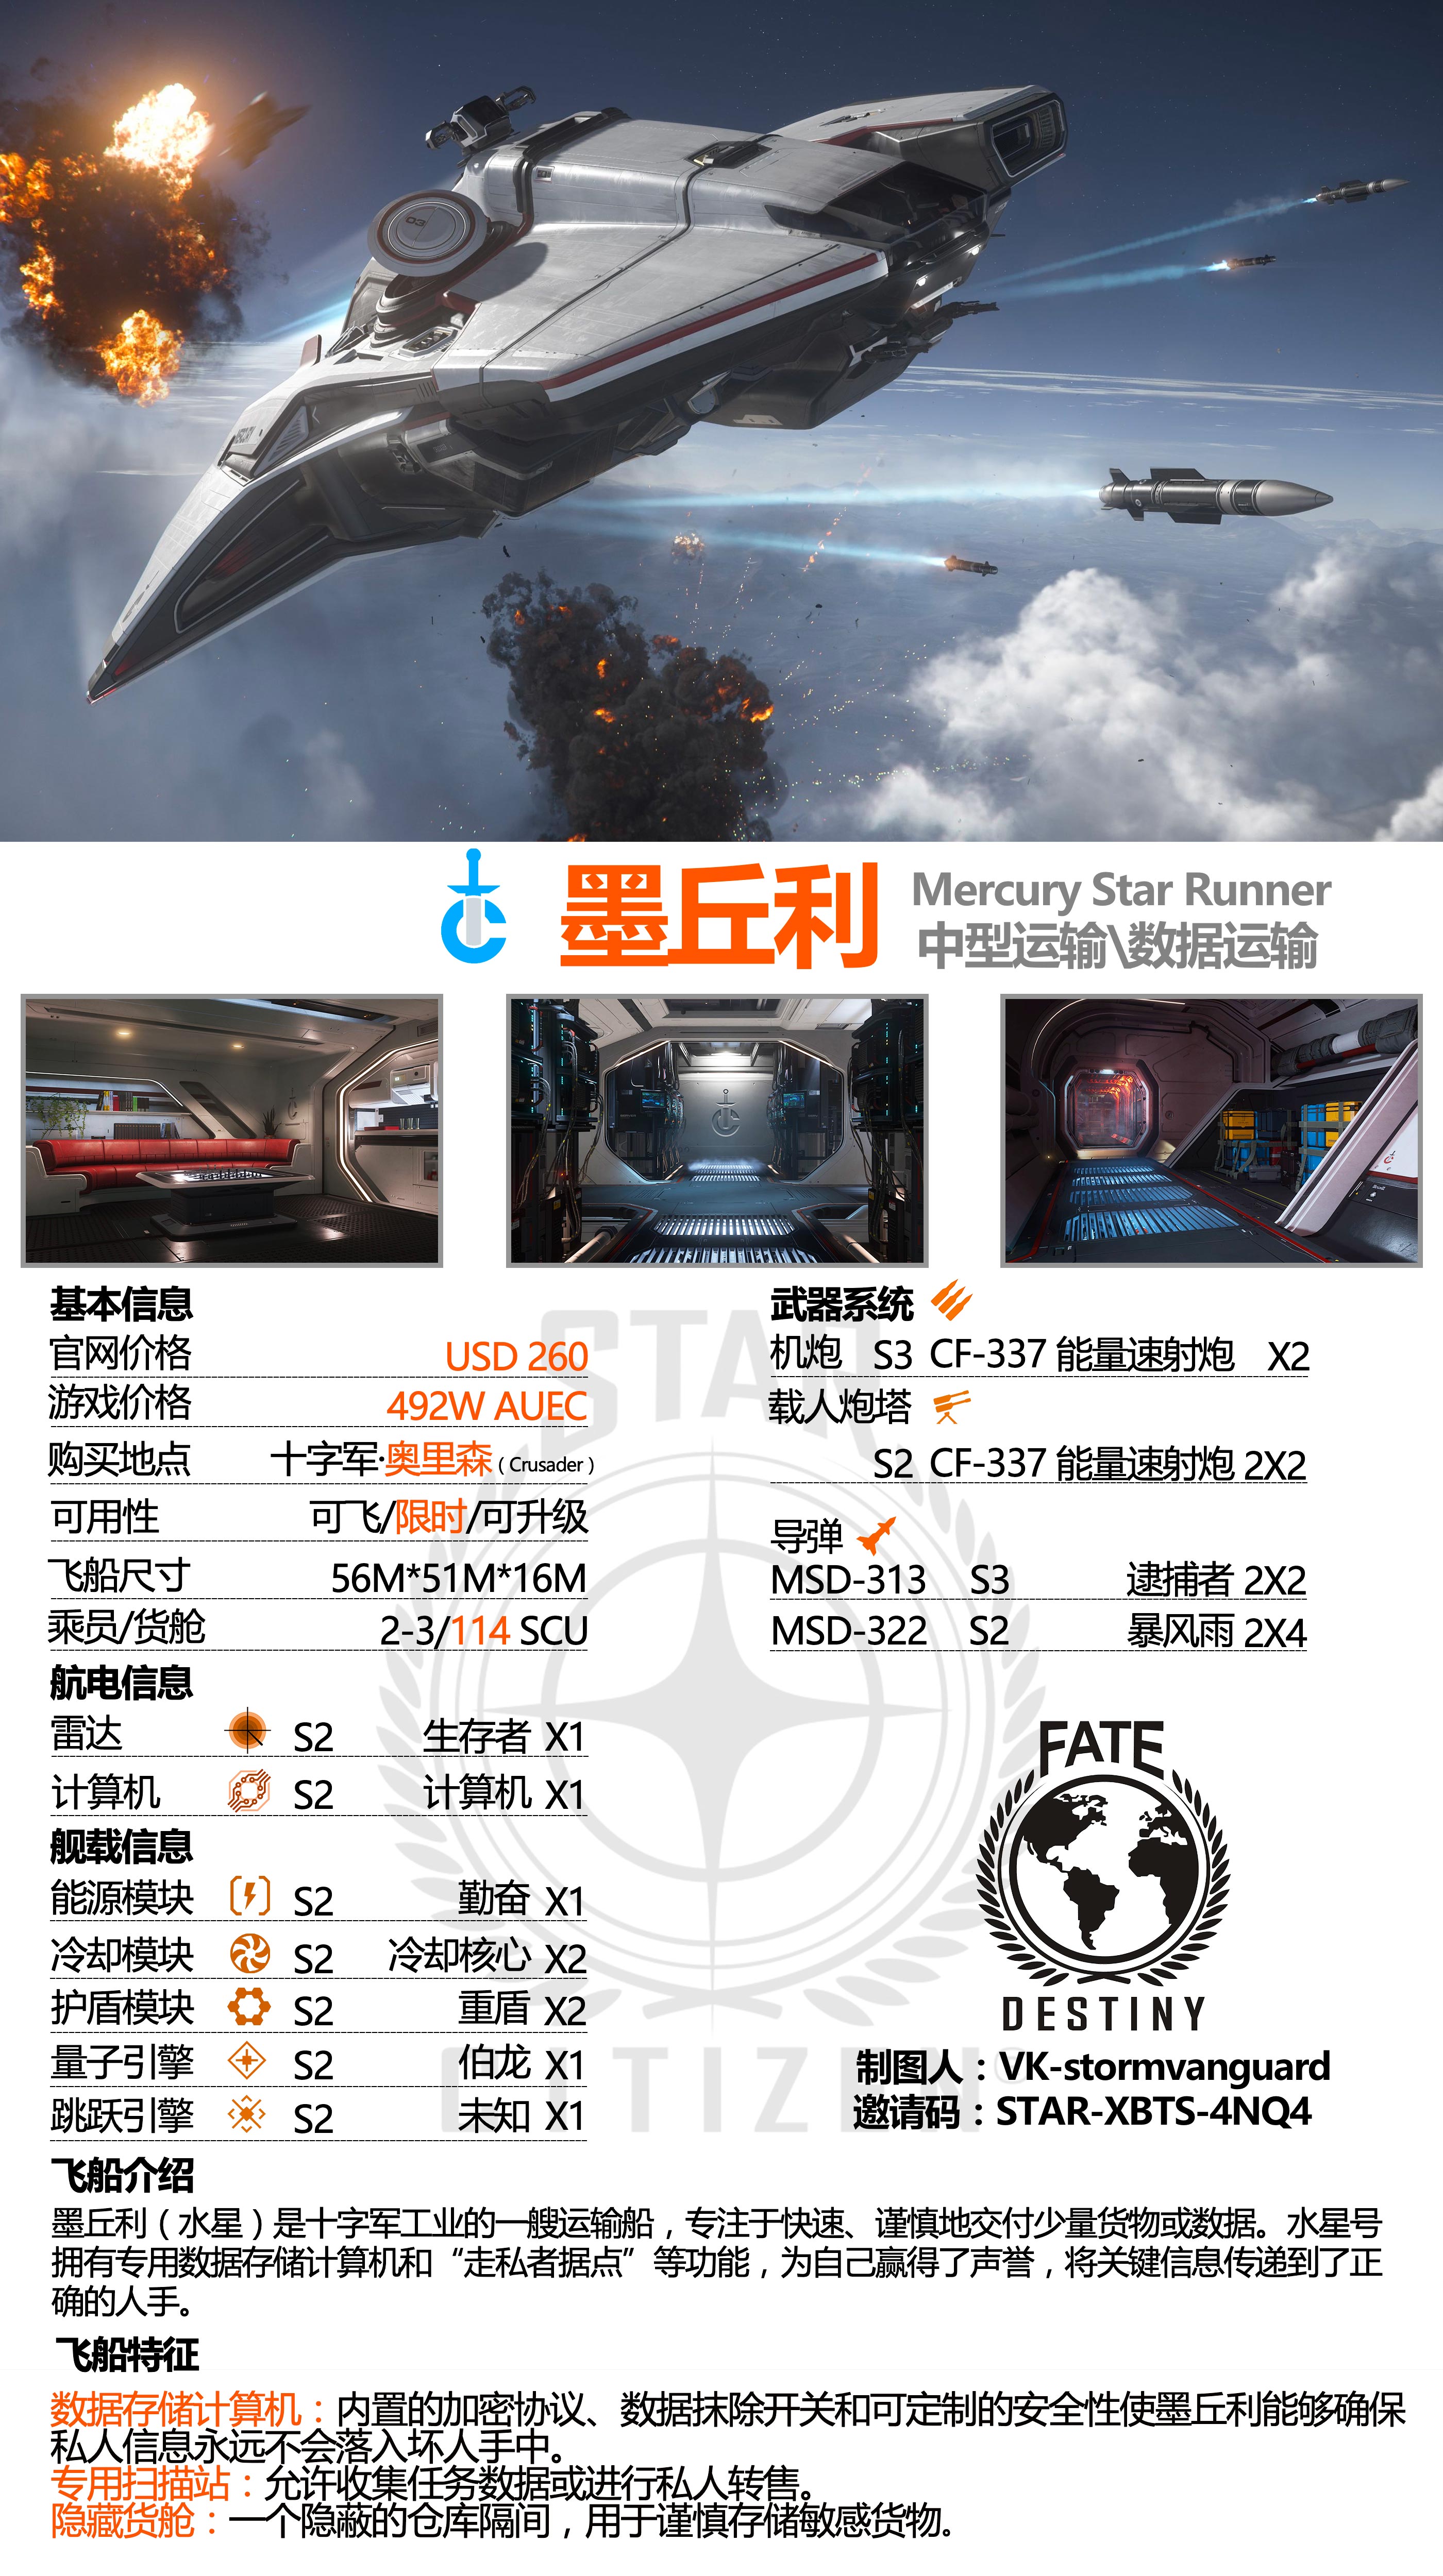 03
墨丘利
Mercury Star Runner
中型运输\数据运输
基本信息
官网价格 USD 260
游戏价格 492W AUEC
购买地点 十字军·奥里森 ( Crusader )
可用性 可飞/限时/可升级
飞船尺寸 56M*51M*16M
乘员/货舱 2-3/114 SCU
航电信息
雷达 S2 生存者 X1
计算机 S2 计算机 X1
舰载信息
能源模块 S2 勤奋 X1
冷却模块 S2 冷却核心 X2
护盾模块 S2 重盾 X2
量子引擎 S2 伯龙 X1
跳跃引擎 S2 未知 X1
武器系统
机炮 S3 CF-337 能量速射炮 X2
载人炮塔
S2 CF-337 能量速射炮 2X2
导弹
MSD-313 S3 逮捕者 2X2
MSD-322 S2 暴风雨 2X4
STAR
CITIZEN
FATE
DESTINY
制图人：VK-stormvanguard
邀请码：STAR-XBTS-4NQ4
飞船介绍
墨丘利（水星）是十字军工业的一艘运输船，专注于快速、谨慎地交付少量货物或数据。水星号
拥有专用数据存储计算机和“走私者据点”等功能，为自己赢得了声誉，将关键信息传递到了正
确的人手。
飞船特征
数据存储计算机：内置的加密协议、数据抹除开关和可定制的安全性使墨丘利能够确保
私人信息永远不会落入坏人手中。
专用扫描站：允许收集任务数据或进行私人转售。
隐藏货舱：一个隐蔽的仓库隔间，用于谨慎存储敏感货物。